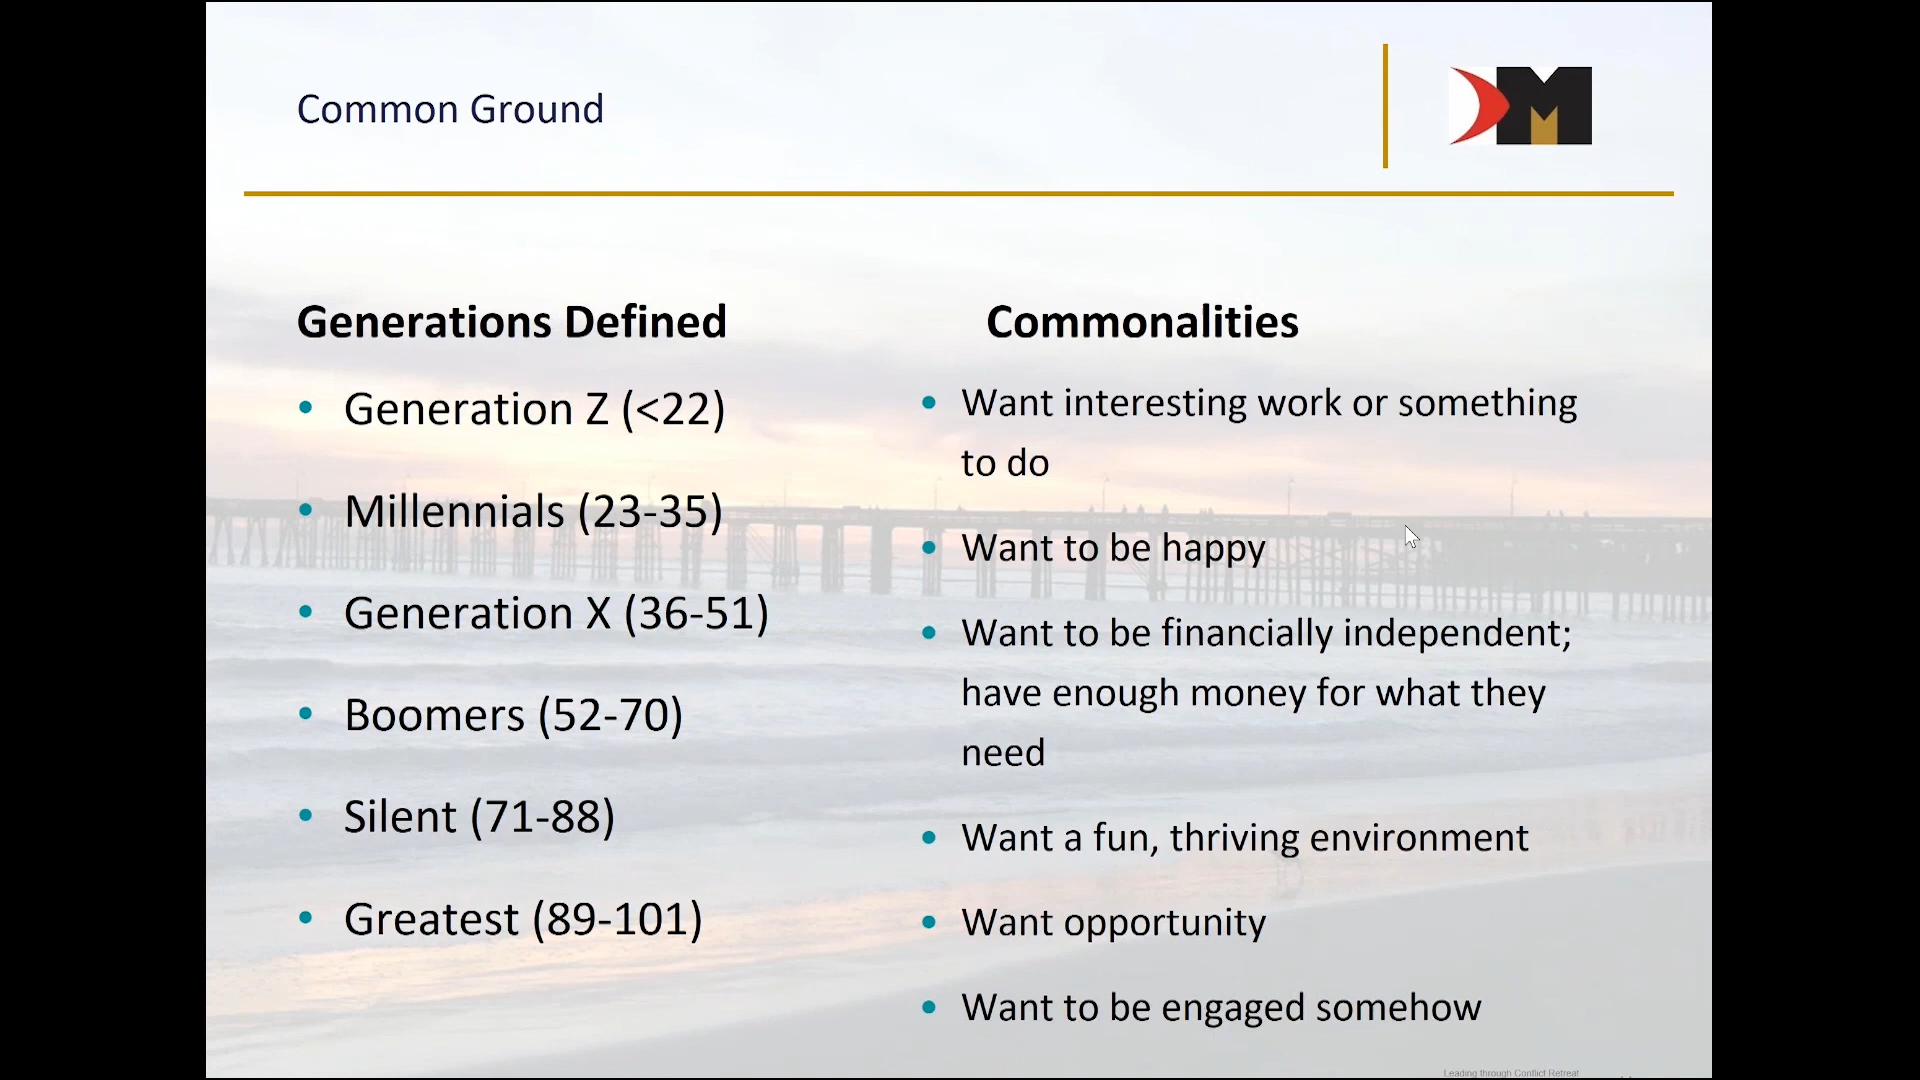 Common Ground
Generations Defined
• Generation Z (<22)
• Millennials (23-35)
• Generation X (36-51)
• Boomers (52-70)
• Silent (71-88)
• Greatest (89-101)
Commonalities
• Want interesting work or something
to do
• Want to be happy
• Want to be financially independent;
have enough money for what they
need
• Want a fun, thriving environment
• Want opportunity
• Want to be engaged somehow
Leading through Conflict Retreat